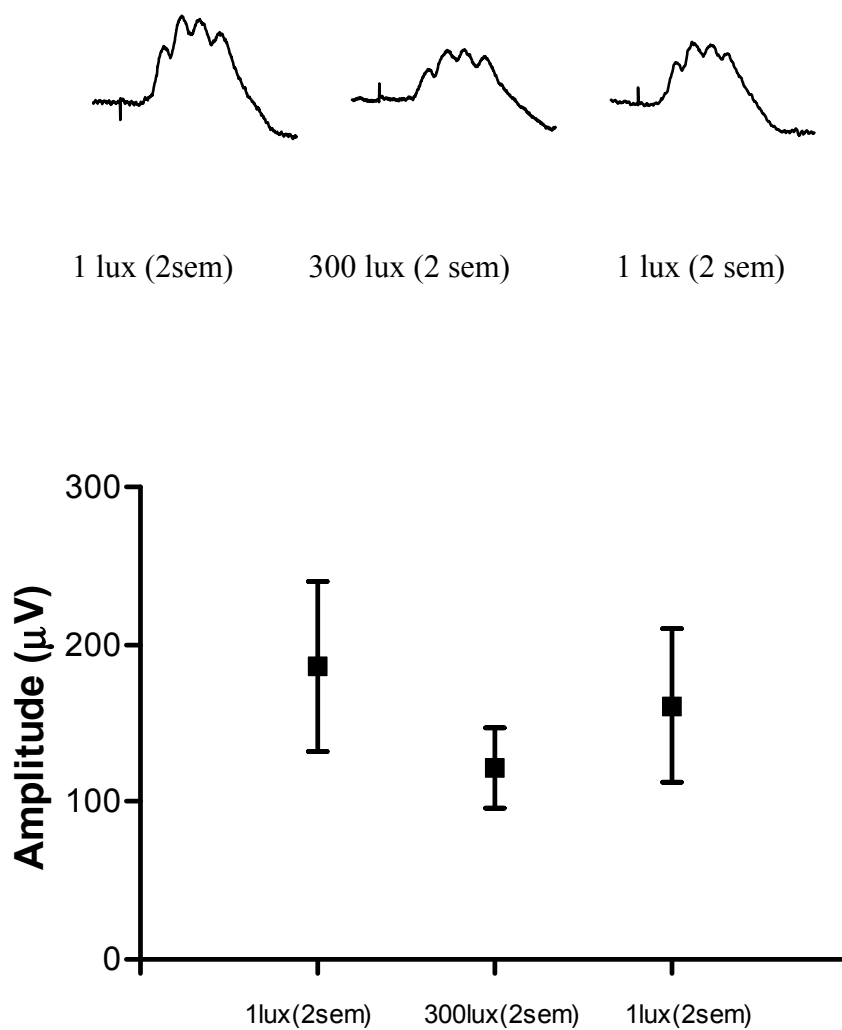 1 lux (2sem) 300 lux (2 sem) 1 lux (2 sem)
300
200
100
0
Amplitude (µV)
1lux(2sem) 300lux(2sem) 1lux(2sem)